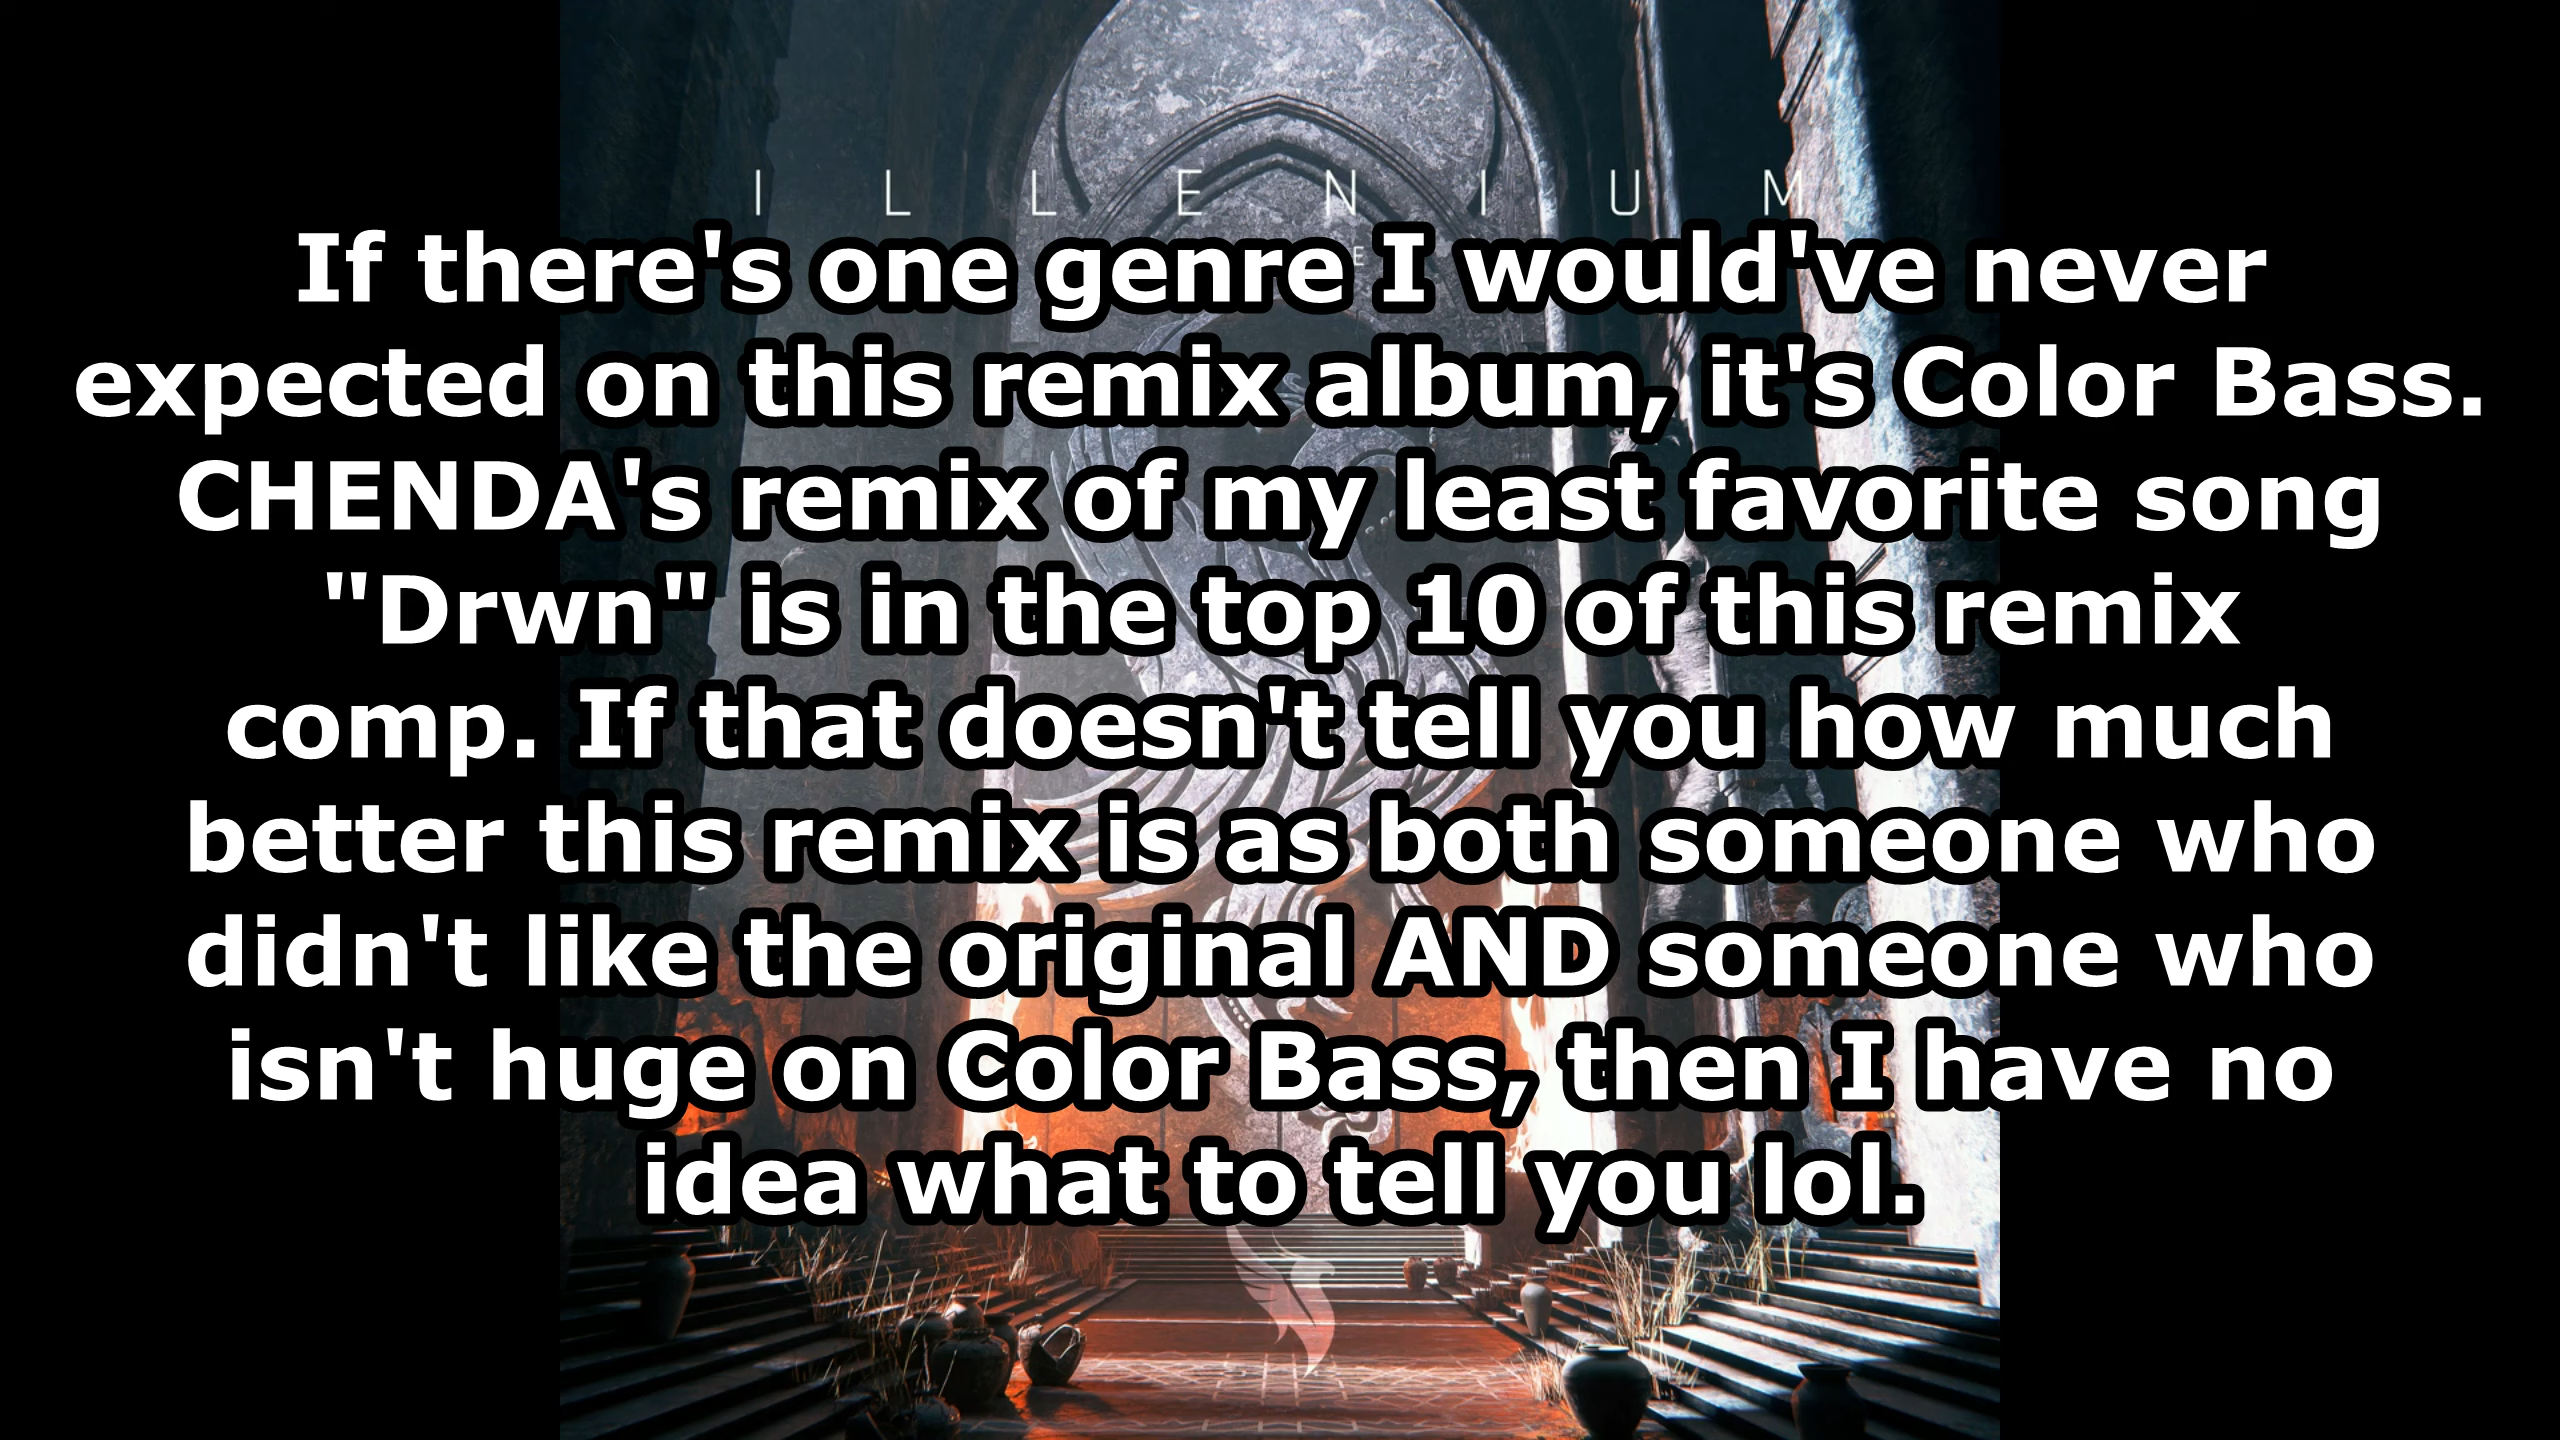 ILLENIUM
E
If there's one genre I would've never
expected on this remix album, it's Color Bass.
CHENDA's remix of my least favorite song
"Drwn" is in the top 10 of this remix
comp. If that doesn't tell you how much
better this remix is as both someone who
didn't like the original AND someone who
isn't huge on Color Bass, then I have no
idea what to tell you lol.